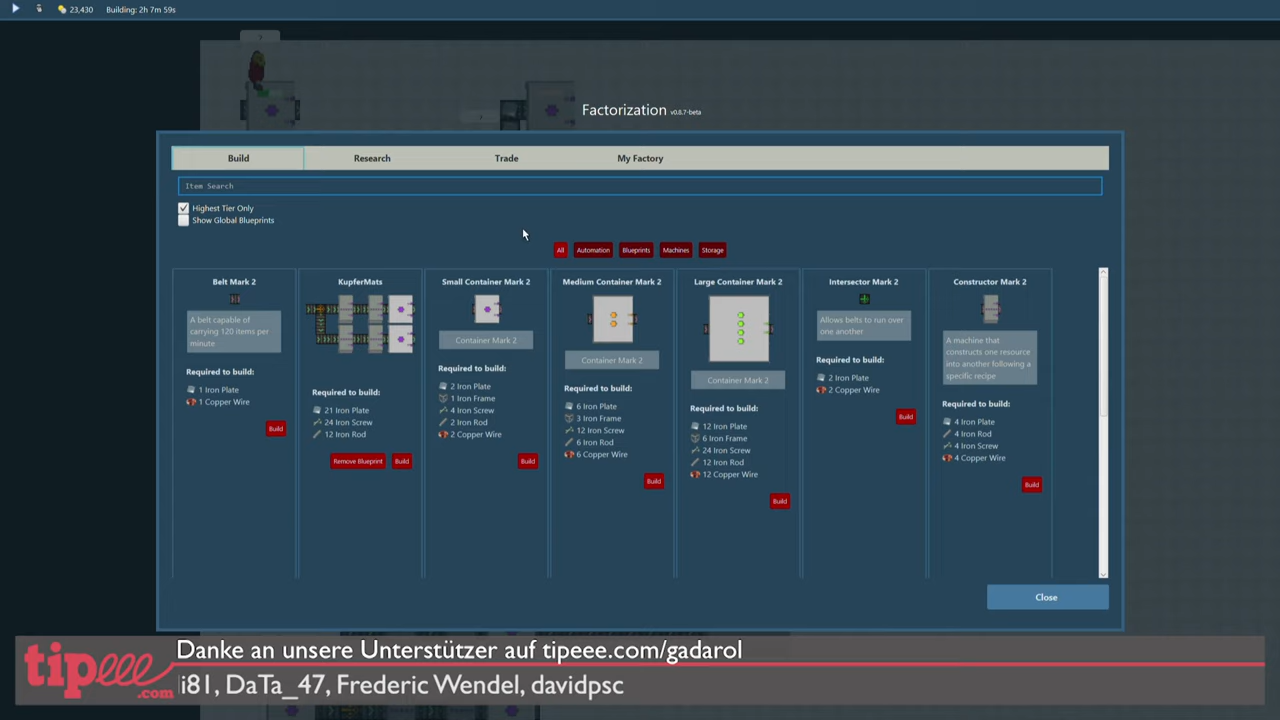 23,430 Building: 2h 7m 59s
Factorization v0.8.7-beta
Build Research Trade My Factory
Item Search
Highest Tier Only
Show Global Blueprints
All Automation Blueprints Machines Storage
Belt Mark 2
A belt capable of
carrying 120 items per
minute
Required to build:
1 Iron Plate
1 Copper Wire
Build
KupferMats
Required to build:
21 Iron Plate
24 Iron Screw
12 Iron Rod
Remove Blueprint Build
Small Container Mark 2
Container Mark 2
Required to build:
2 Iron Plate
1 Iron Frame
4 Iron Screw
2 Iron Rod
2 Copper Wire
Build
Medium Container Mark 2
Container Mark 2
Required to build:
6 Iron Plate
3 Iron Frame
12 Iron Screw
6 Iron Rod
6 Copper Wire
Build
Large Container Mark 2
Container Mark 2
Required to build:
12 Iron Plate
6 Iron Frame
24 Iron Screw
12 Iron Rod
12 Copper Wire
Build
Intersector Mark 2
Allows belts to run over
one another
Required to build:
2 Iron Plate
2 Copper Wire
Build
Constructor Mark 2
A machine that
constructs one resource
into another following a
specific recipe
Required to build:
4 Iron Plate
4 Iron Rod
4 Iron Screw
4 Copper Wire
Build
Close
tipeee.com
Danke an unsere Unterstützer auf tipeee.com/gadarol
i81, DaTa_47, Frederic Wendel, davidpsc